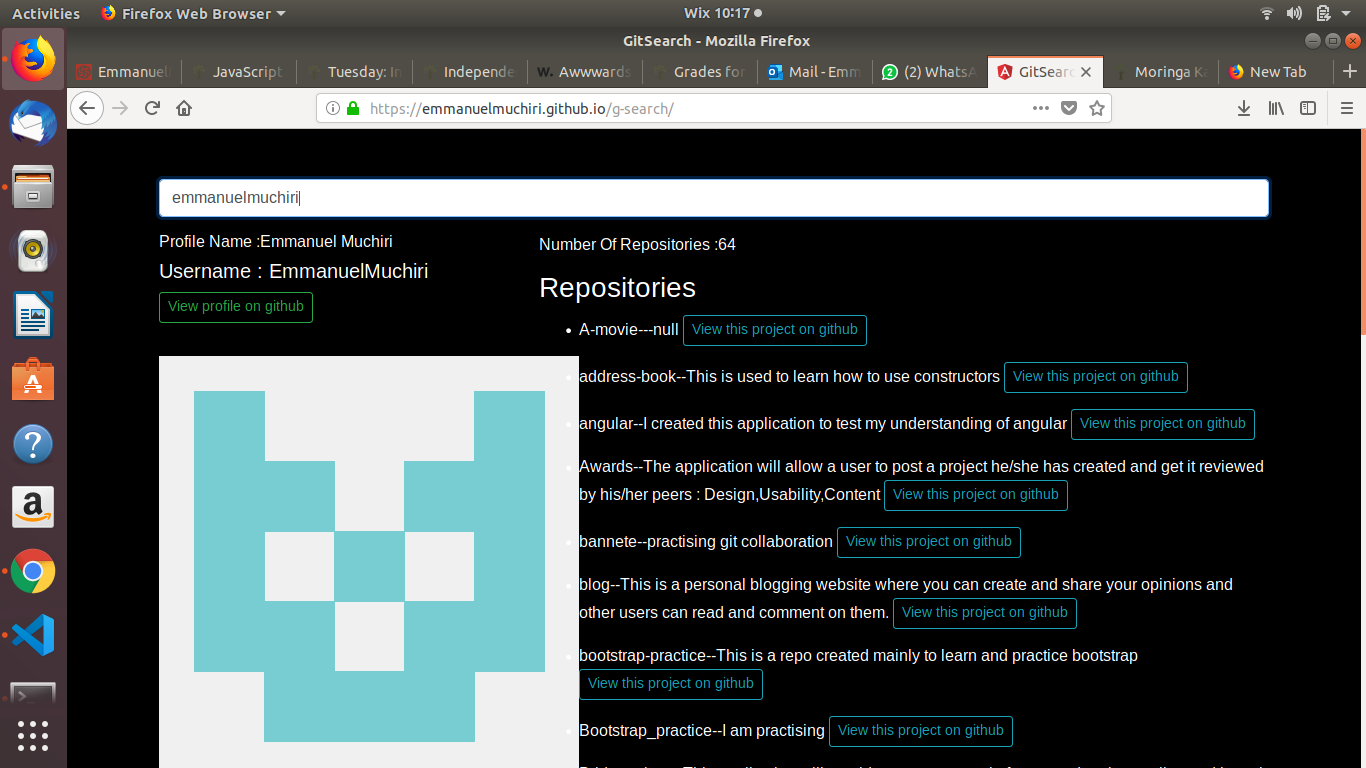 Activities
Firefox Web Browser
Wix 10:17
GitSearch - Mozilla Firefox
Emmanuel
JavaScript
Tuesday: In
Independe
Awwwards
Grades for
Mail - Emm
(2) WhatsA
GitSearc
Moringa Ka
New Tab
https://emmanuelmuchiri.github.io/g-search/
emmanuelmuchiri
Profile Name :Emmanuel Muchiri
Username : EmmanuelMuchiri
View profile on github
Number Of Repositories :64
Repositories
A-movie---null View this project on github
address-book--This is used to learn how to use constructors View this project on github
angular--I created this application to test my understanding of angular View this project on github
Awards--The application will allow a user to post a project he/she has created and get it reviewed
by his/her peers : Design,Usability,Content View this project on github
bannete--practising git collaboration View this project on github
blog--This is a personal blogging website where you can create and share your opinions and
other users can read and comment on them. View this project on github
bootstrap-practice--This is a repo created mainly to learn and practice bootstrap
View this project on github
Bootstrap_practice--I am practising View this project on github